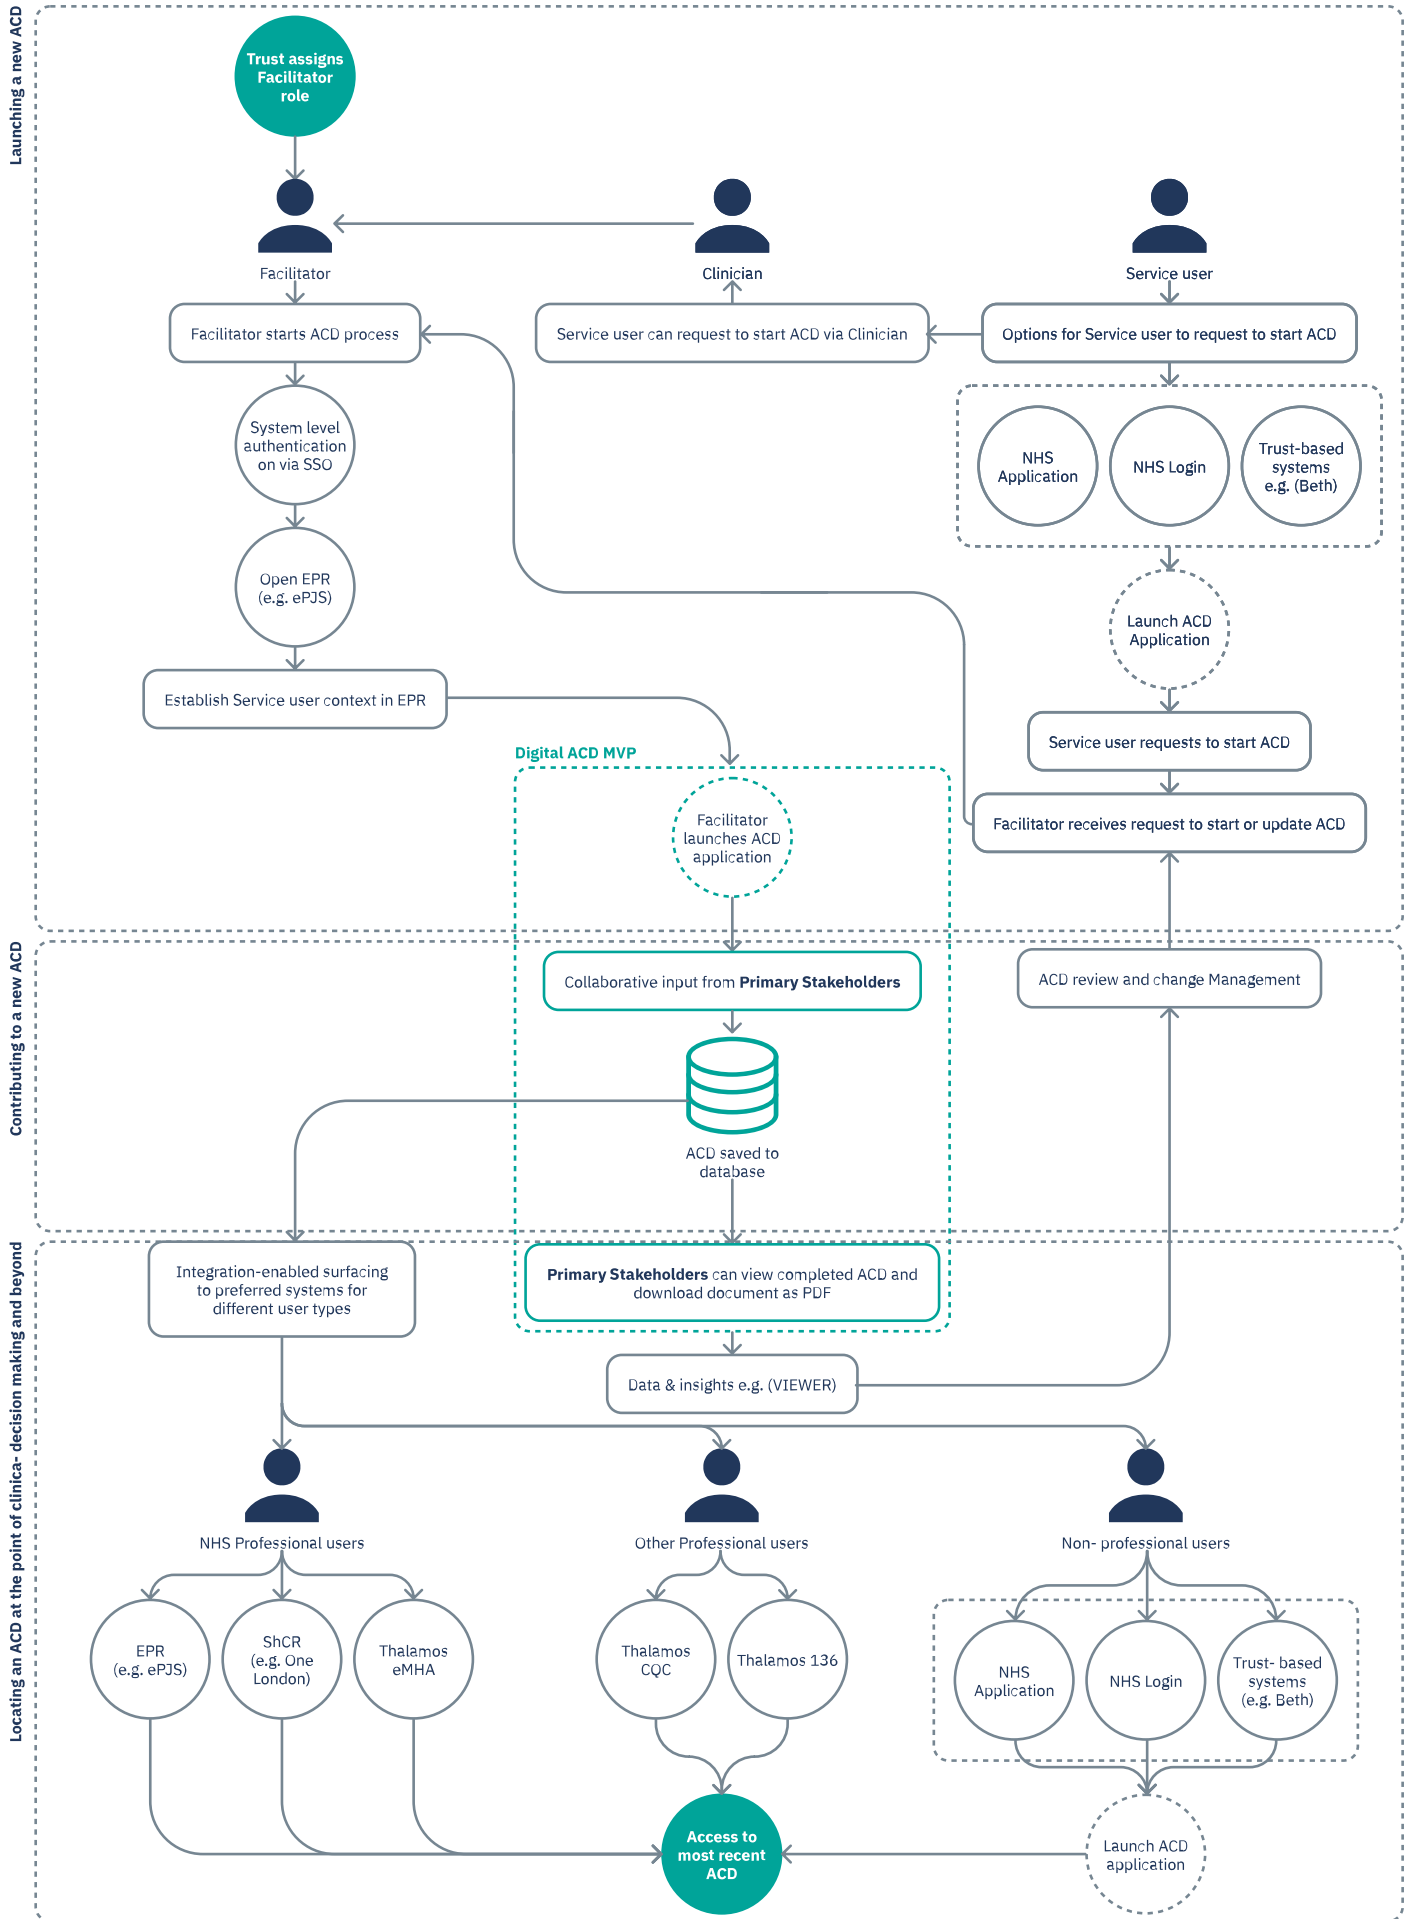 Launching a new ACD
Trust assigns
Facilitator
role
Facilitator
Clinician
Service user
Facilitator starts ACD process
Service user can request to start ACD via Clinician
Options for Service user to request to start ACD
System level
authentication
on via SSO
NHS
Application
NHS Login
Trust-based
systems
e.g. (Beth)
Open EPR
(e.g. ePJS)
Launch ACD
Application
Establish Service user context in EPR
Service user requests to start ACD
Digital ACD MVP
Facilitator
launches ACD
application
Facilitator receives request to start or update ACD
Contributing to a new ACD
Collaborative input from Primary Stakeholders
ACD review and change Management
ACD saved to
database
Locating an ACD at the point of clinica- decision making and beyond
Integration-enabled surfacing
to preferred systems for
different user types
Primary Stakeholders can view completed ACD and
download document as PDF
Data & insights e.g. (VIEWER)
NHS Professional users
Other Professional users
Non- professional users
EPR
(e.g. ePJS)
ShCR
(e.g. One
London)
Thalamos
eMHA
Thalamos
CQC
Thalamos 136
NHS
Application
NHS Login
Trust- based
systems
(e.g. Beth)
Access to
most recent
ACD
Launch ACD
application